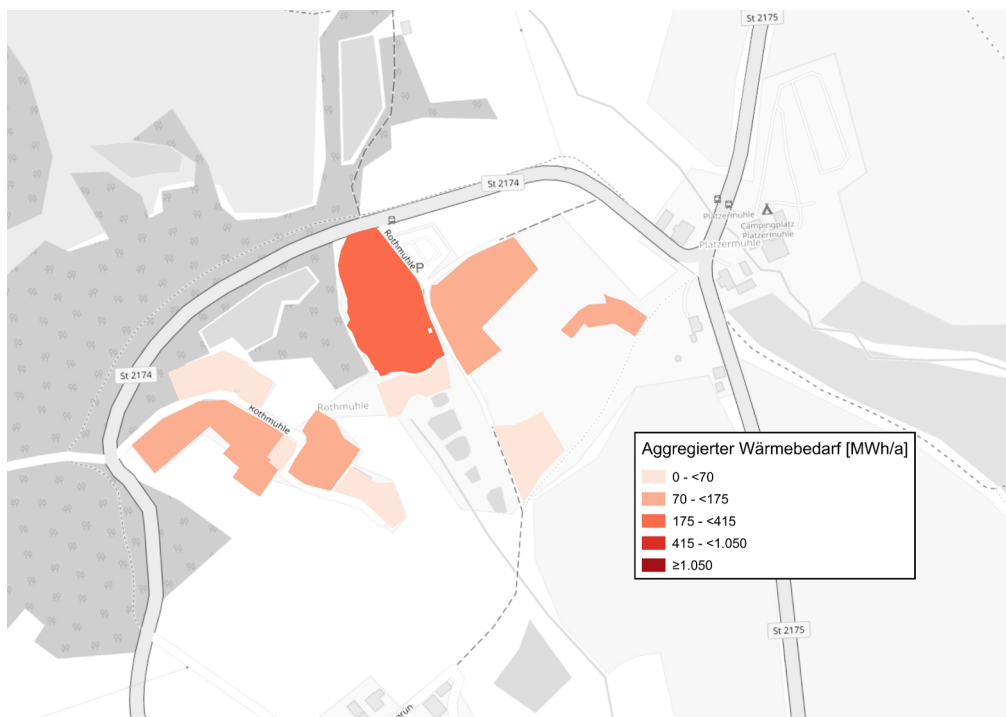 St 2175
St 2174
Rothmühle
P
Platzermühle
Campingplatz
Platzermühle
Platzermühle
St 2174
Rothmühle
Rothmühle
Aggregierter Wärmebedarf [MWh/a]
0 - <70
70 - <175
175 - <415
415 - <1.050
≥1.050
St 2175